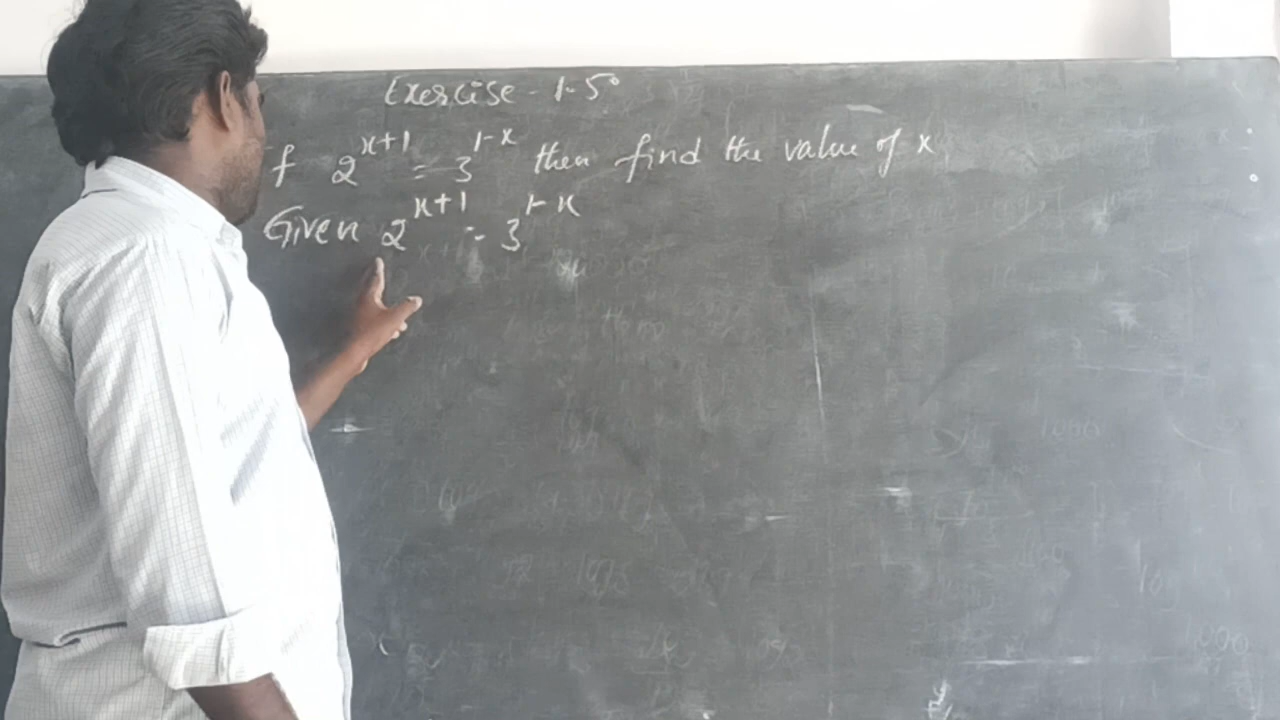 Exercise - 1.5
f 2^{x+1} = 3^{1-x} then find the value of x
Given 2^{x+1} = 3^{1-x}